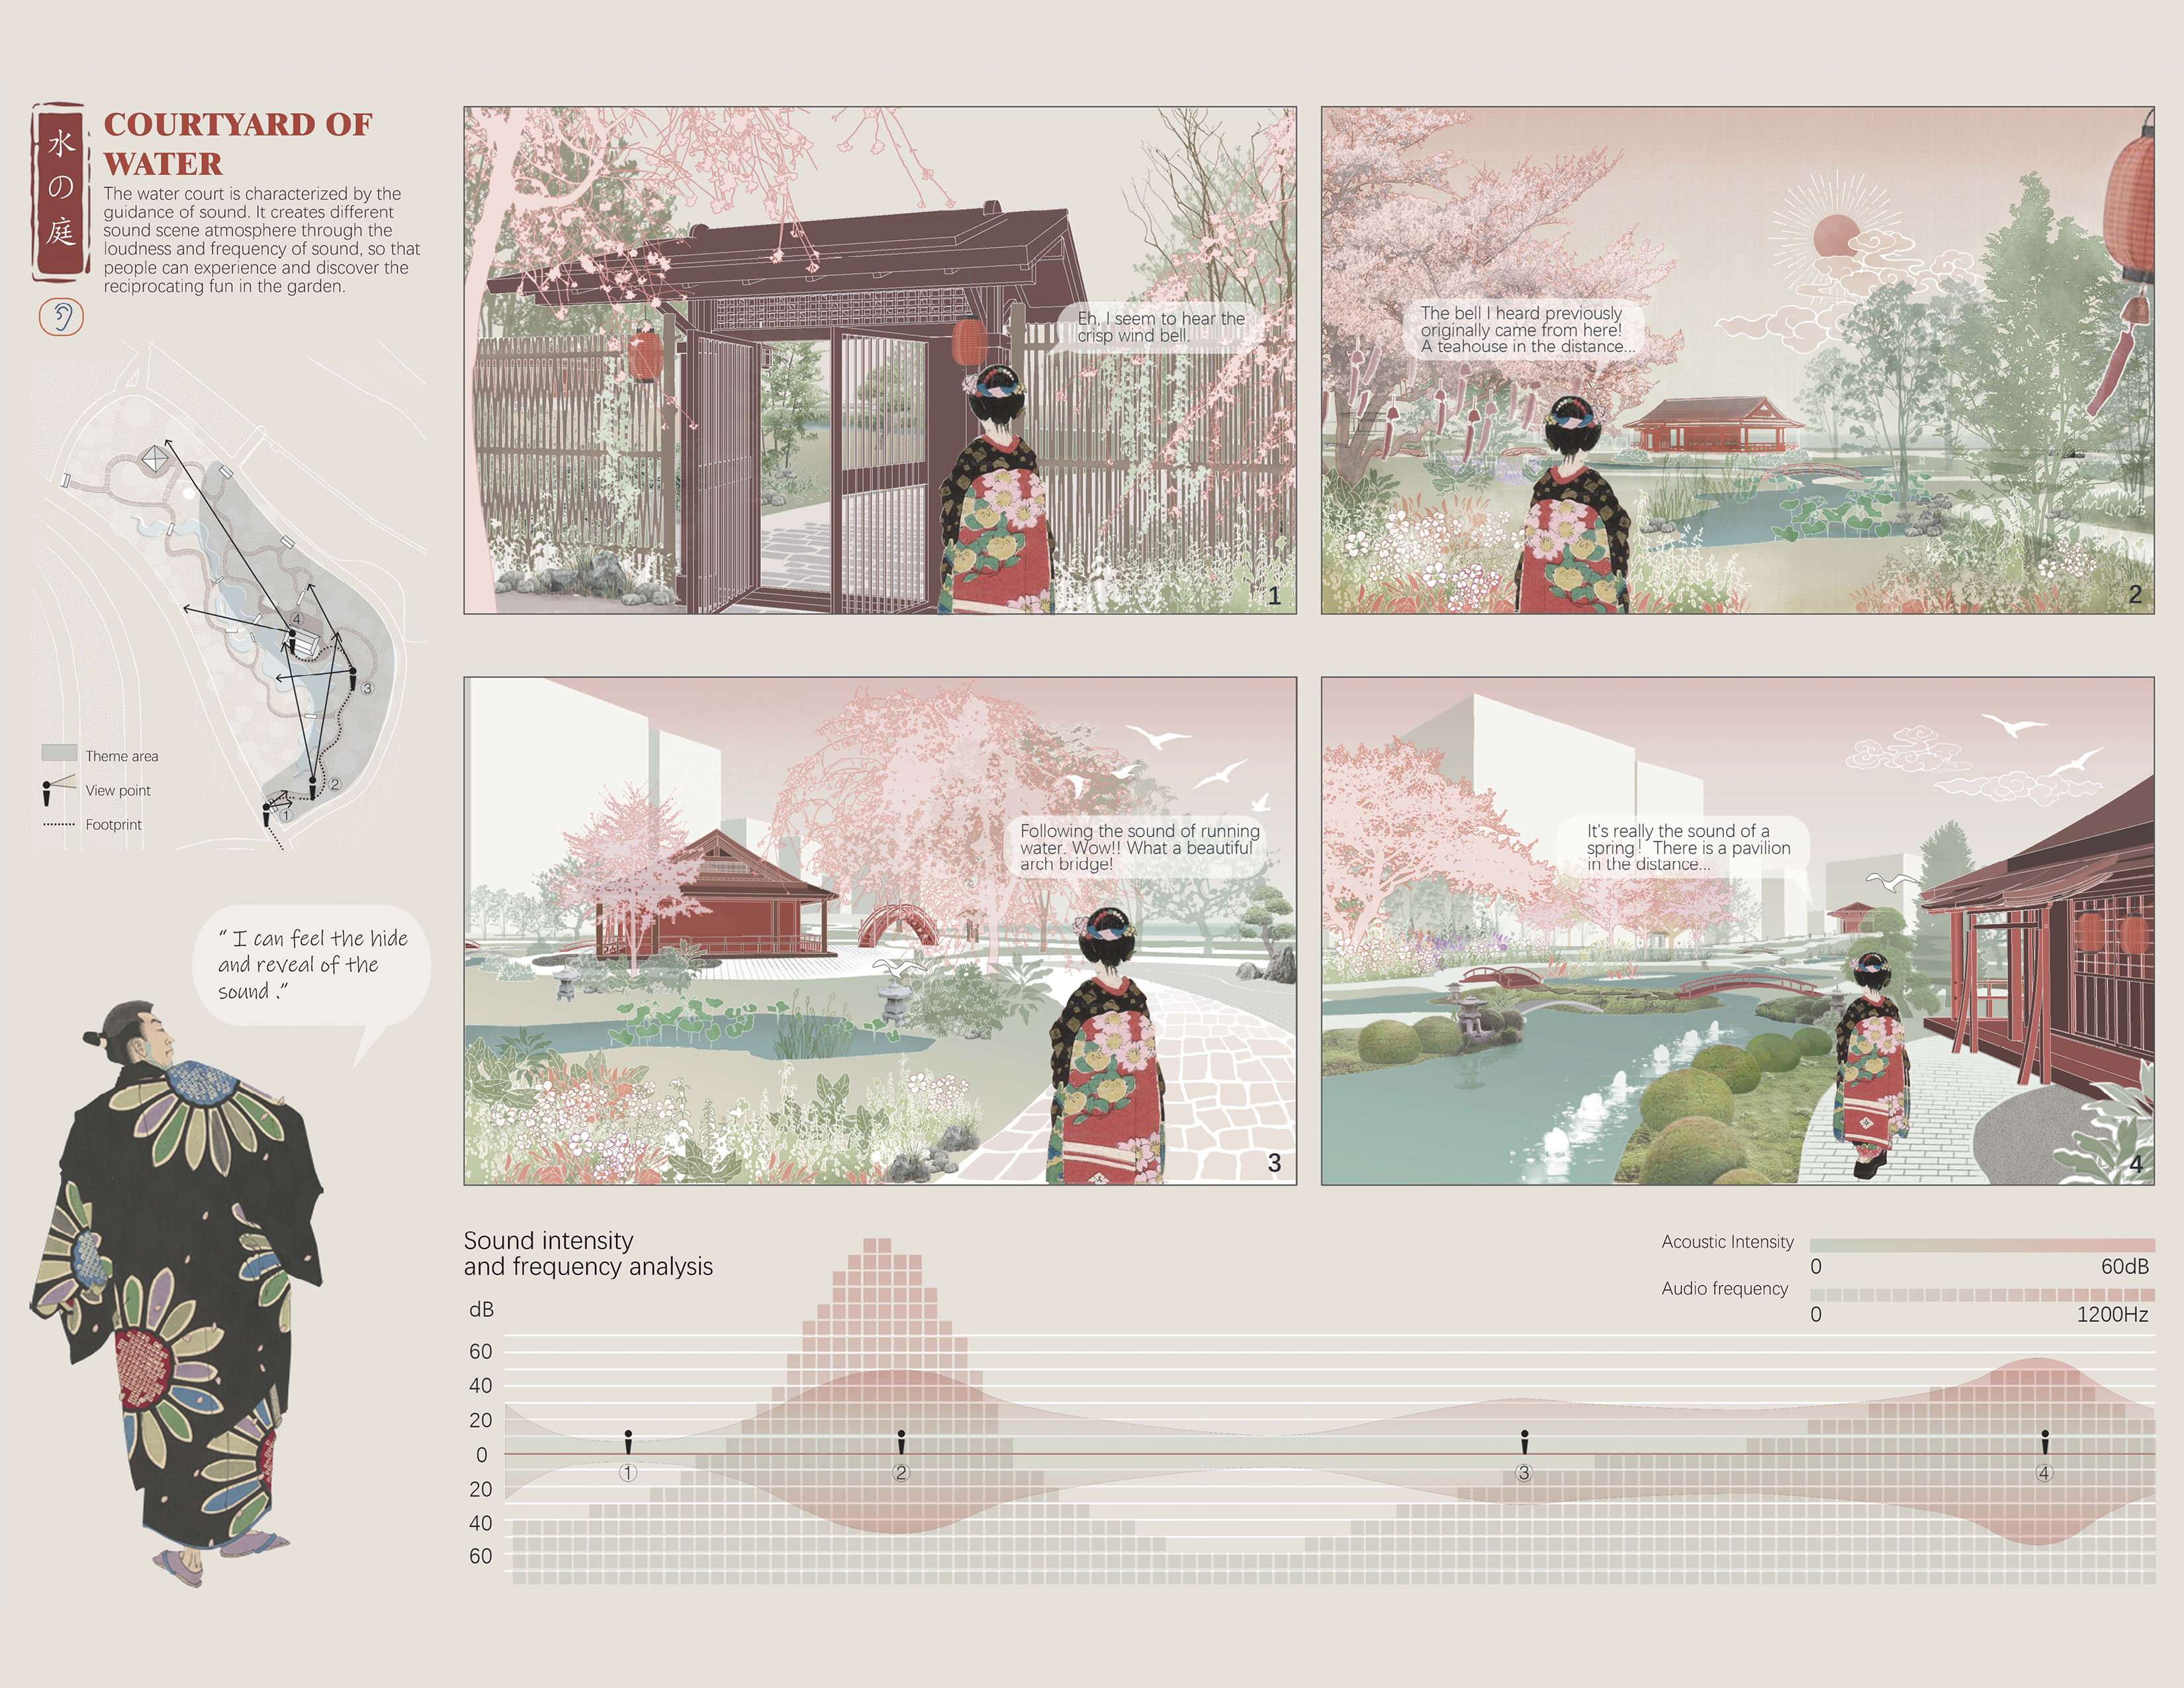 水の庭
COURTYARD OF
WATER
The water court is characterized by the
guidance of sound. It creates different
sound scene atmosphere through the
loudness and frequency of sound, so that
people can experience and discover the
reciprocating fun in the garden.
④
③
②
①
Theme area
View point
Footprint
“ I can feel the hide
and reveal of the
sound .”
Eh, I seem to hear the
crisp wind bell.
1
The bell I heard previously
originally came from here!
A teahouse in the distance...
2
Following the sound of running
water. Wow!! What a beautiful
arch bridge!
3
It's really the sound of a
spring!  There is a pavilion
in the distance...
4
Sound intensity
and frequency analysis
Acoustic Intensity
0 60dB
Audio frequency
0 1200Hz
dB
60
40
20
0
20
40
60
① ② ③ ④